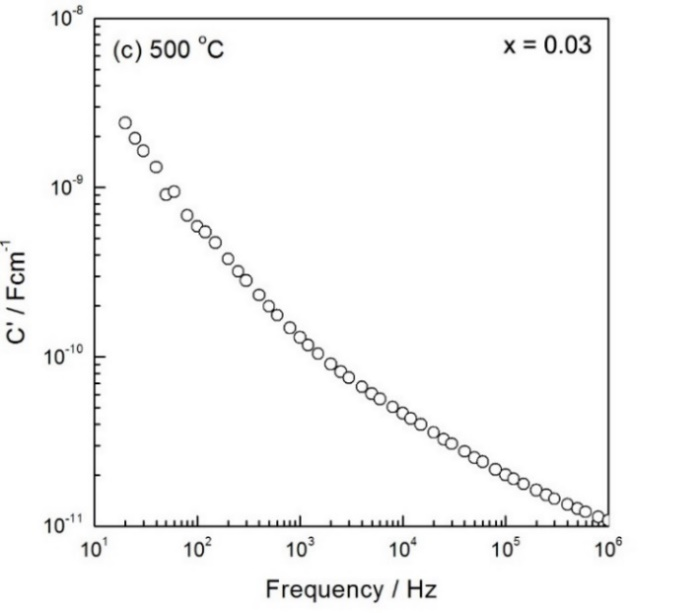 10⁻⁸
(c) 500 °C
x = 0.03
10⁻⁹
C' / Fcm⁻¹
10⁻¹⁰
10⁻¹¹
10¹ 10² 10³ 10⁴ 10⁵ 10⁶
Frequency / Hz